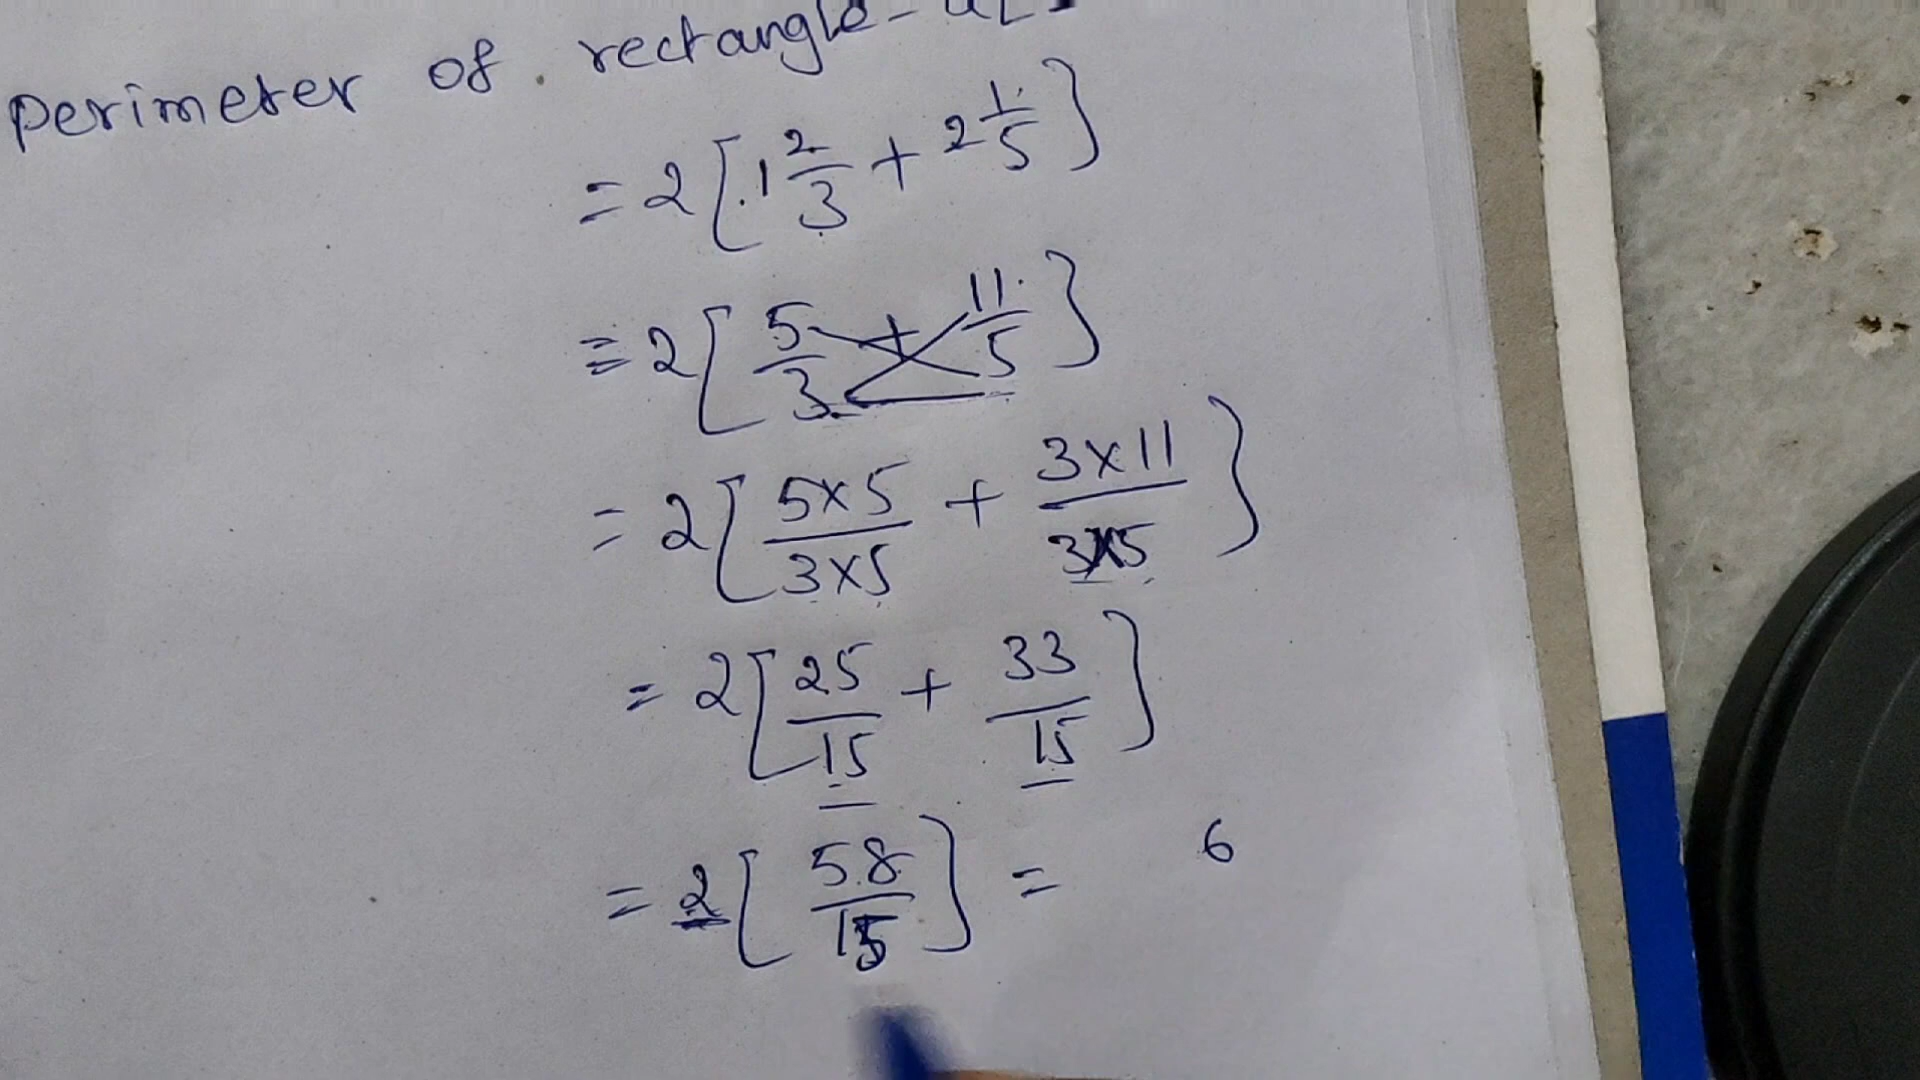 Perimeter of rectangle =
= 2[1 2/3 + 2 1/5]
= 2[5/3 + 11/5]
= 2[5×5/3×5 + 3×11/3×5]
= 2[25/15 + 33/15]
= 2[58/15] = 6